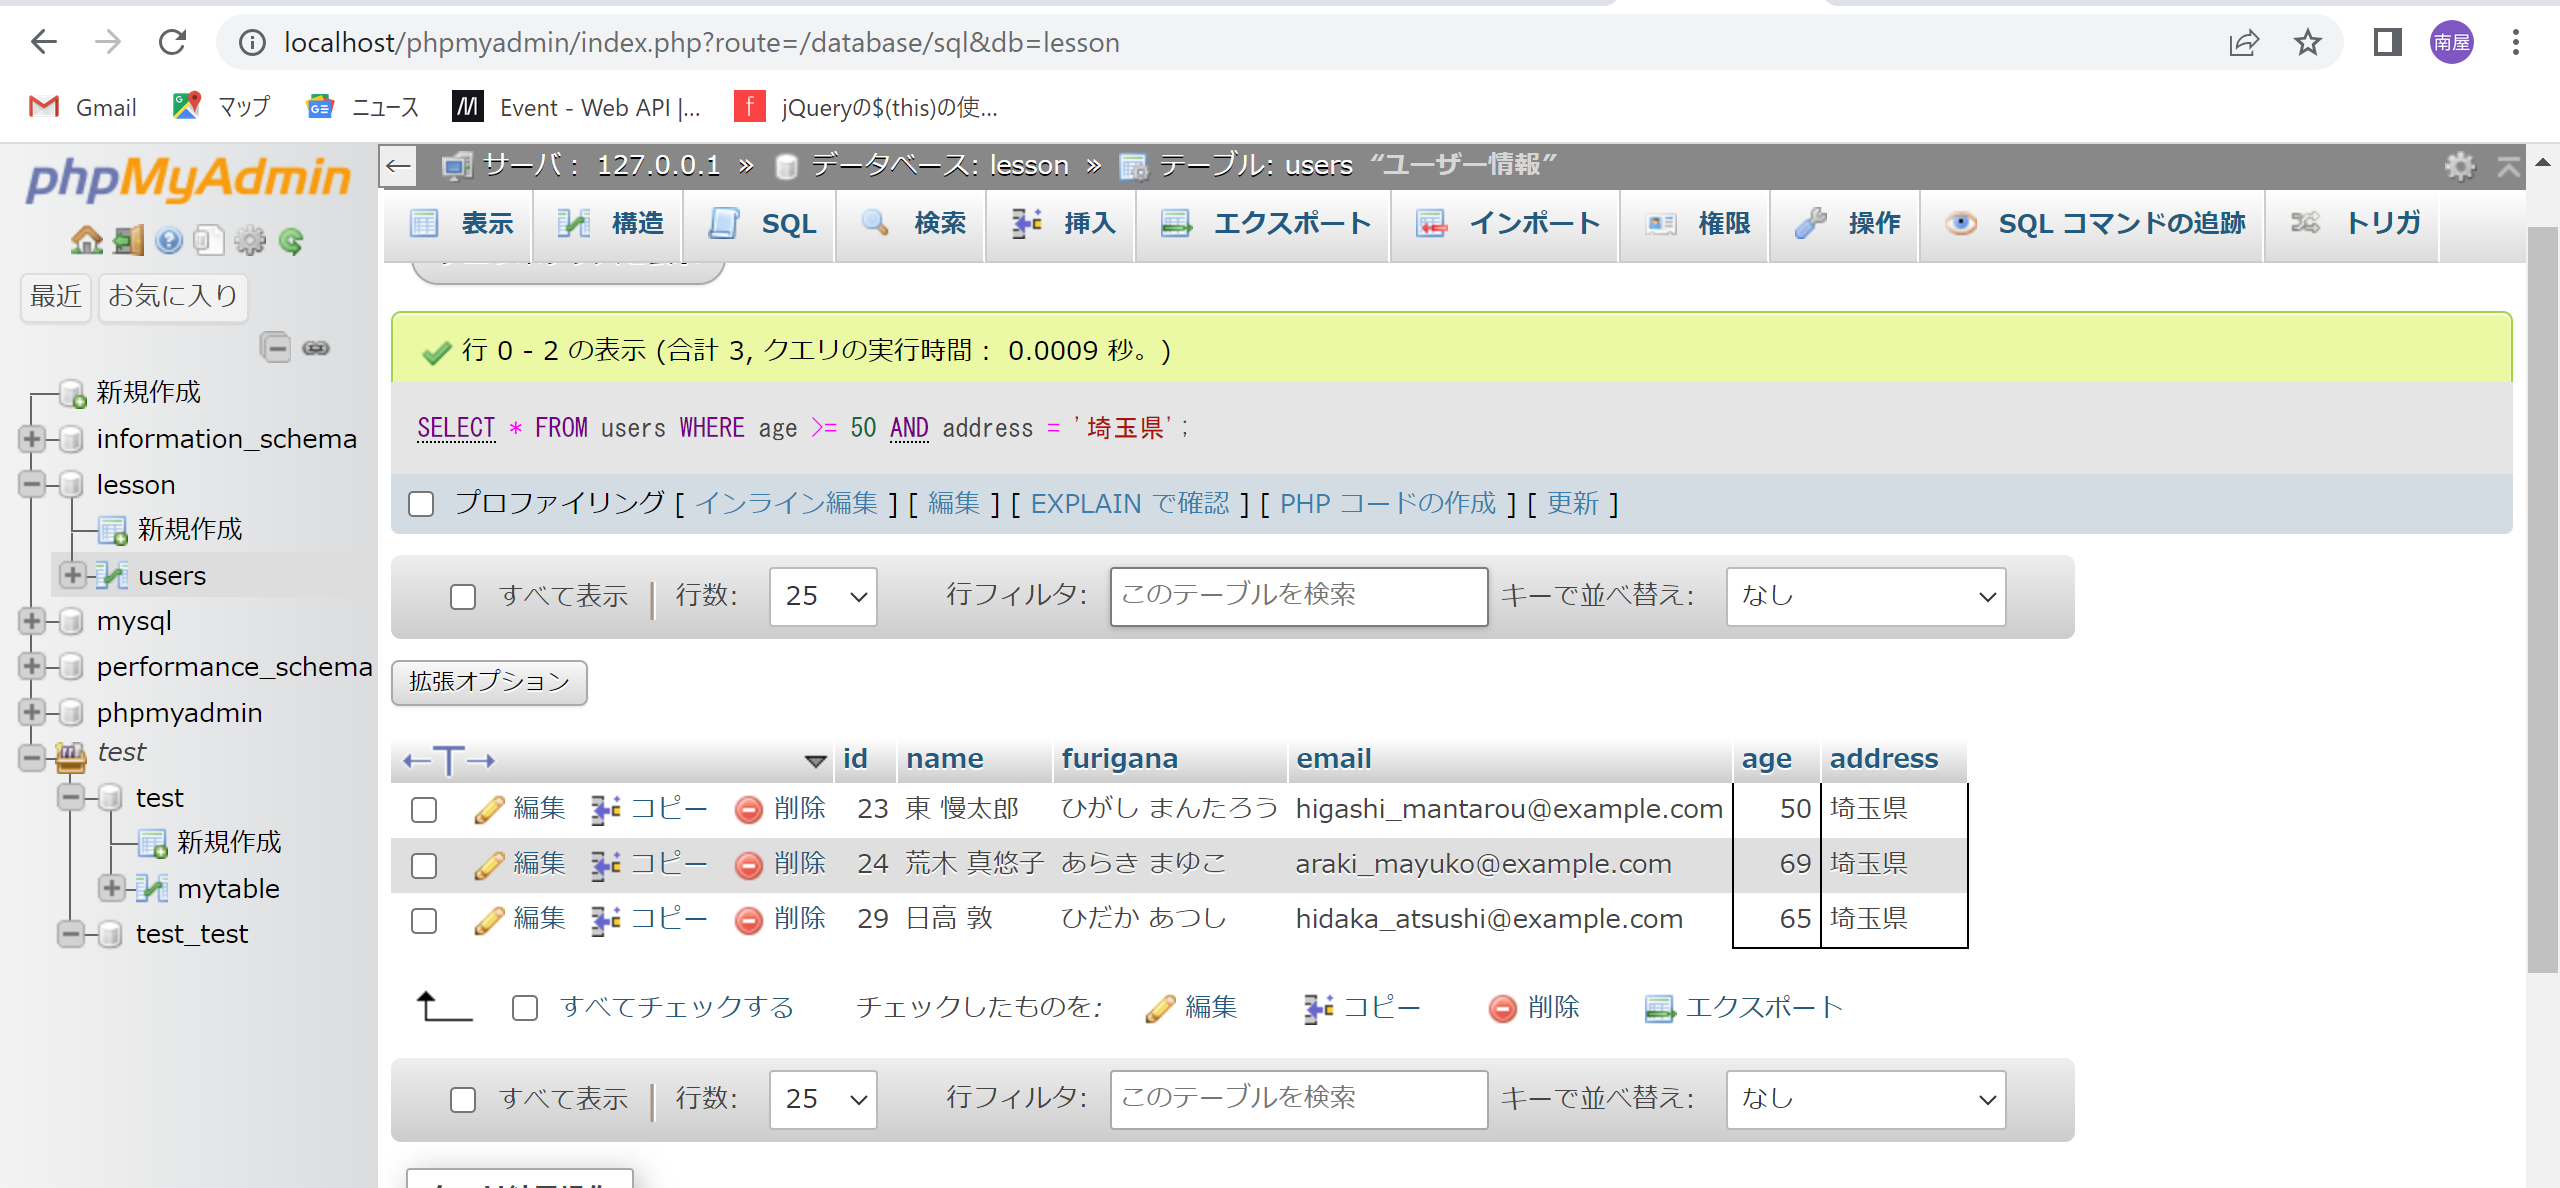 localhost/phpmyadmin/index.php?route=/database/sql&db=lesson
南屋
Gmail マップ ニュース Event - Web API |... jQueryの$(this)の使...
phpMyAdmin
最近 お気に入り
新規作成
information_schema
lesson
新規作成
users
mysql
performance_schema
phpmyadmin
test
test
新規作成
mytable
test_test
サーバ： 127.0.0.1 » データベース: lesson » テーブル: users “ユーザー情報”
表示 構造 SQL 検索 挿入 エクスポート インポート 権限 操作 SQL コマンドの追跡 トリガ
行 0 - 2 の表示 (合計 3, クエリの実行時間： 0.0009 秒。)
SELECT * FROM users WHERE age >= 50 AND address = '埼玉県';
プロファイリング [ インライン編集 ] [ 編集 ] [ EXPLAIN で確認 ] [ PHP コードの作成 ] [ 更新 ]
すべて表示 | 行数: 25 行フィルタ: このテーブルを検索 キーで並べ替え: なし
拡張オプション
←T→ id name furigana email age address
編集 コピー 削除 23 東 慢太郎 ひがし まんたろう higashi_mantarou@example.com 50 埼玉県
編集 コピー 削除 24 荒木 真悠子 あらき まゆこ araki_mayuko@example.com 69 埼玉県
編集 コピー 削除 29 日高 敦 ひだか あつし hidaka_atsushi@example.com 65 埼玉県
すべてチェックする チェックしたものを: 編集 コピー 削除 エクスポート
すべて表示 | 行数: 25 行フィルタ: このテーブルを検索 キーで並べ替え: なし